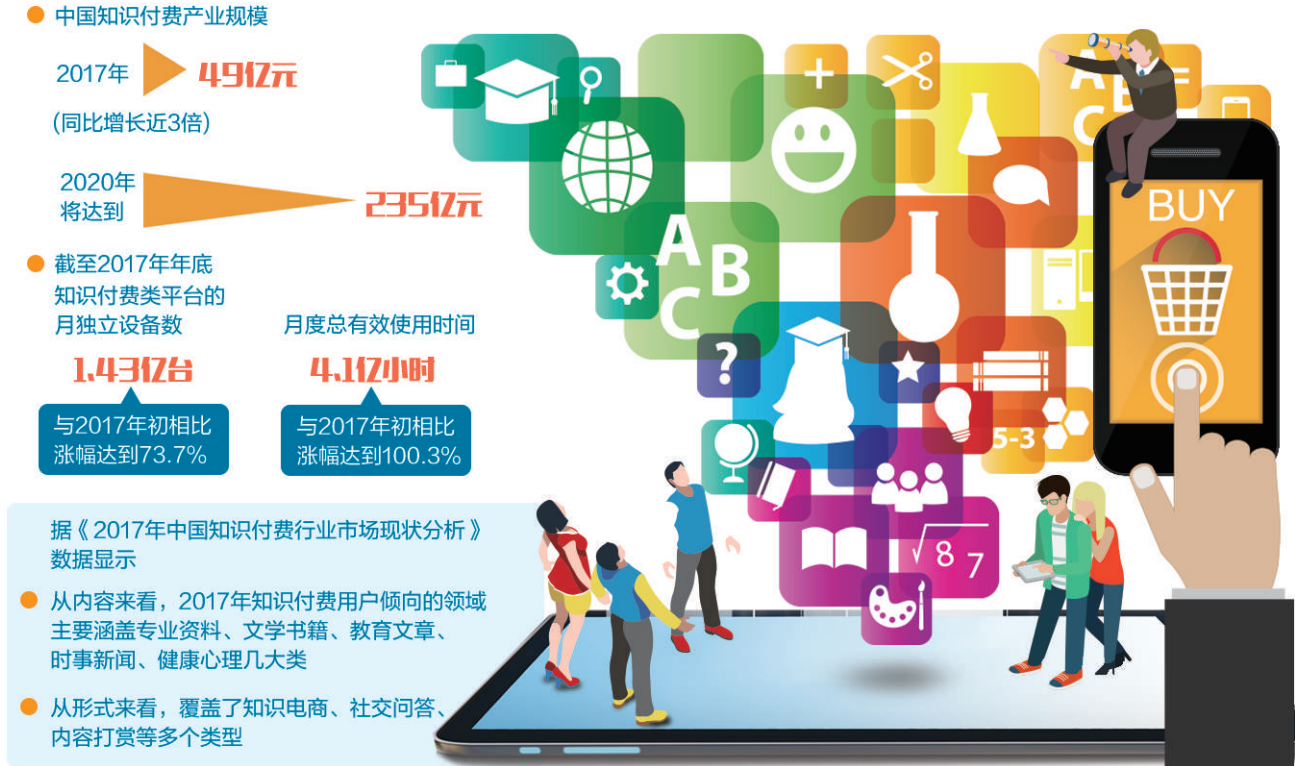 中国知识付费产业规模
2017年
49亿元
(同比增长近3倍)
2020年
将达到
235亿元
截至2017年年底
知识付费类平台的
月独立设备数
1.43亿台
与2017年初相比
涨幅达到73.7%
月度总有效使用时间
4.1亿小时
与2017年初相比
涨幅达到100.3%
据《2017年中国知识付费行业市场现状分析》
数据显示
从内容来看，2017年知识付费用户倾向的领域
主要涵盖专业资料、文学书籍、教育文章、
时事新闻、健康心理几大类
从形式来看，覆盖了知识电商、社交问答、
内容打赏等多个类型
+
A
B
C
=
BUY
A
B
C
?
5-3
√8 7